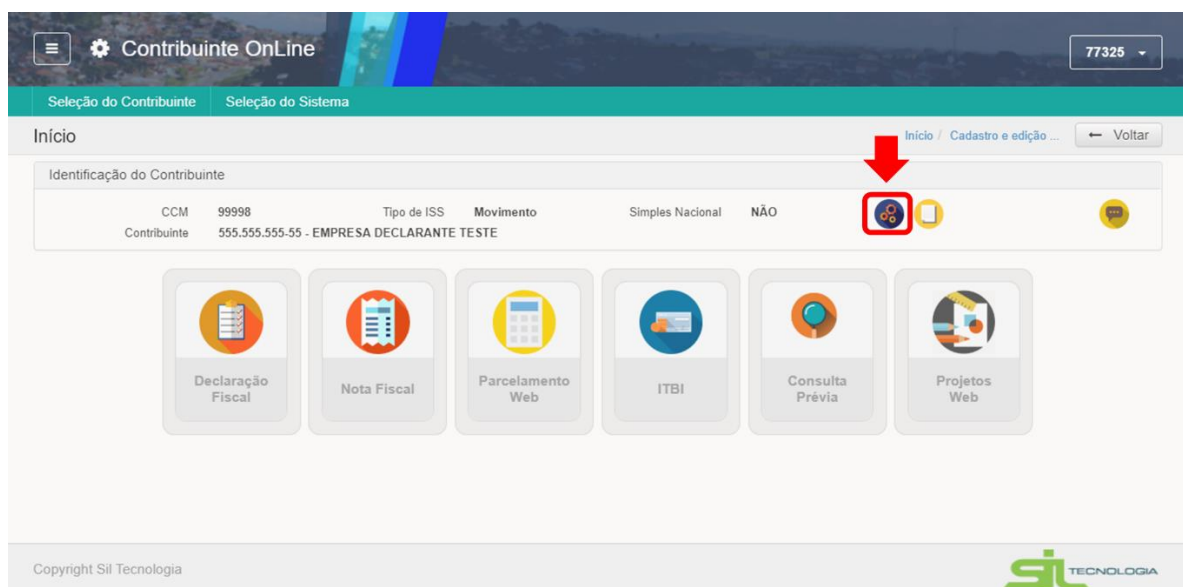 Contribuinte OnLine
77325
Seleção do Contribuinte Seleção do Sistema
Início
Início / Cadastro e edição ... Voltar
Identificação do Contribuinte
CCM 99998 Tipo de ISS Movimento Simples Nacional NÃO
Contribuinte 555.555.555-55 - EMPRESA DECLARANTE TESTE
Declaração
Fiscal
Nota Fiscal
Parcelamento
Web
ITBI
Consulta
Prévia
Projetos
Web
Copyright Sil Tecnologia
sil TECNOLOGIA